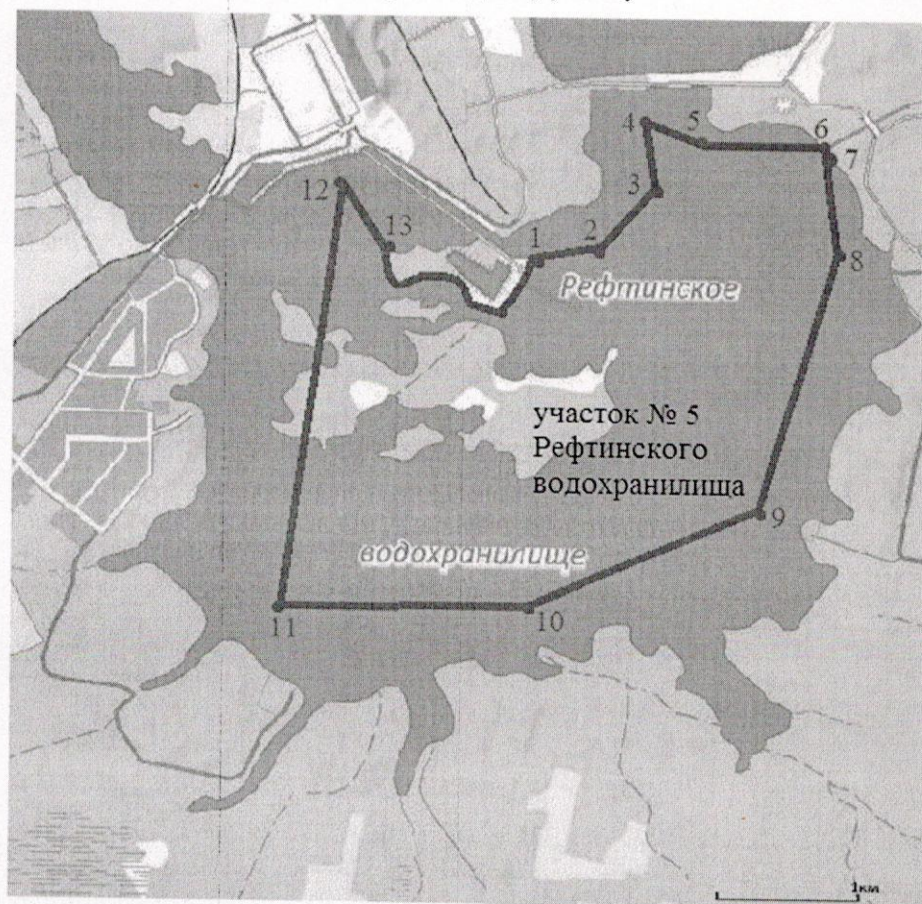 4
5
6
7
12
3
13
1
2
8
Рефтинское
участок № 5
Рефтинского
водохранилища
9
водохранилище
11
10
1км